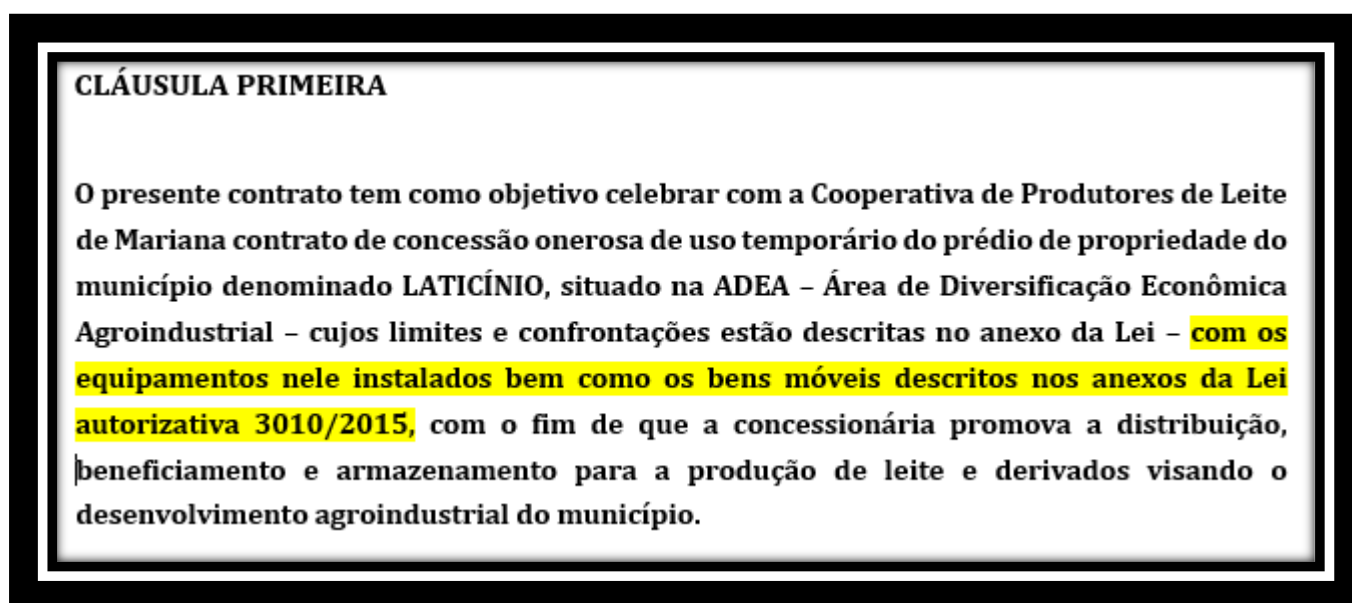 CLÁUSULA PRIMEIRA
O presente contrato tem como objetivo celebrar com a Cooperativa de Produtores de Leite
de Mariana contrato de concessão onerosa de uso temporário do prédio de propriedade do
município denominado LATICÍNIO, situado na ADEA – Área de Diversificação Econômica
Agroindustrial – cujos limites e confrontações estão descritas no anexo da Lei – com os
equipamentos nele instalados bem como os bens móveis descritos nos anexos da Lei
autorizativa 3010/2015, com o fim de que a concessionária promova a distribuição,
beneficiamento e armazenamento para a produção de leite e derivados visando o
desenvolvimento agroindustrial do município.